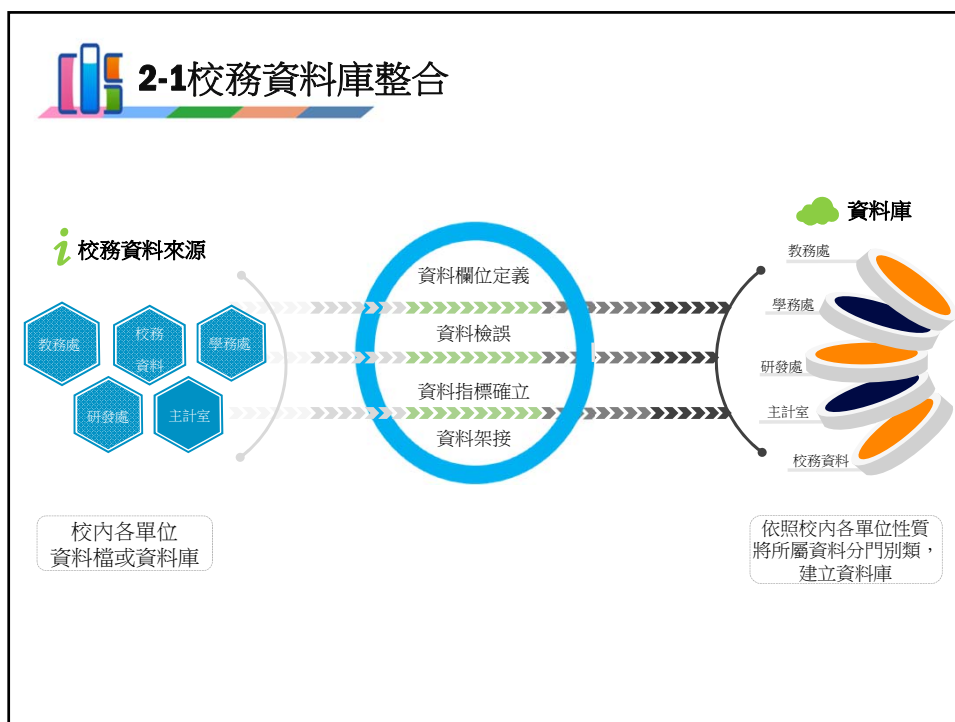 2-1校務資料庫整合
校務資料來源
教務處
校務
資料
學務處
研發處
主計室
校內各單位
資料檔或資料庫
資料欄位定義
資料檢誤
資料指標確立
資料架接
資料庫
教務處
學務處
研發處
主計室
校務資料
依照校內各單位性質
將所屬資料分門別類，
建立資料庫